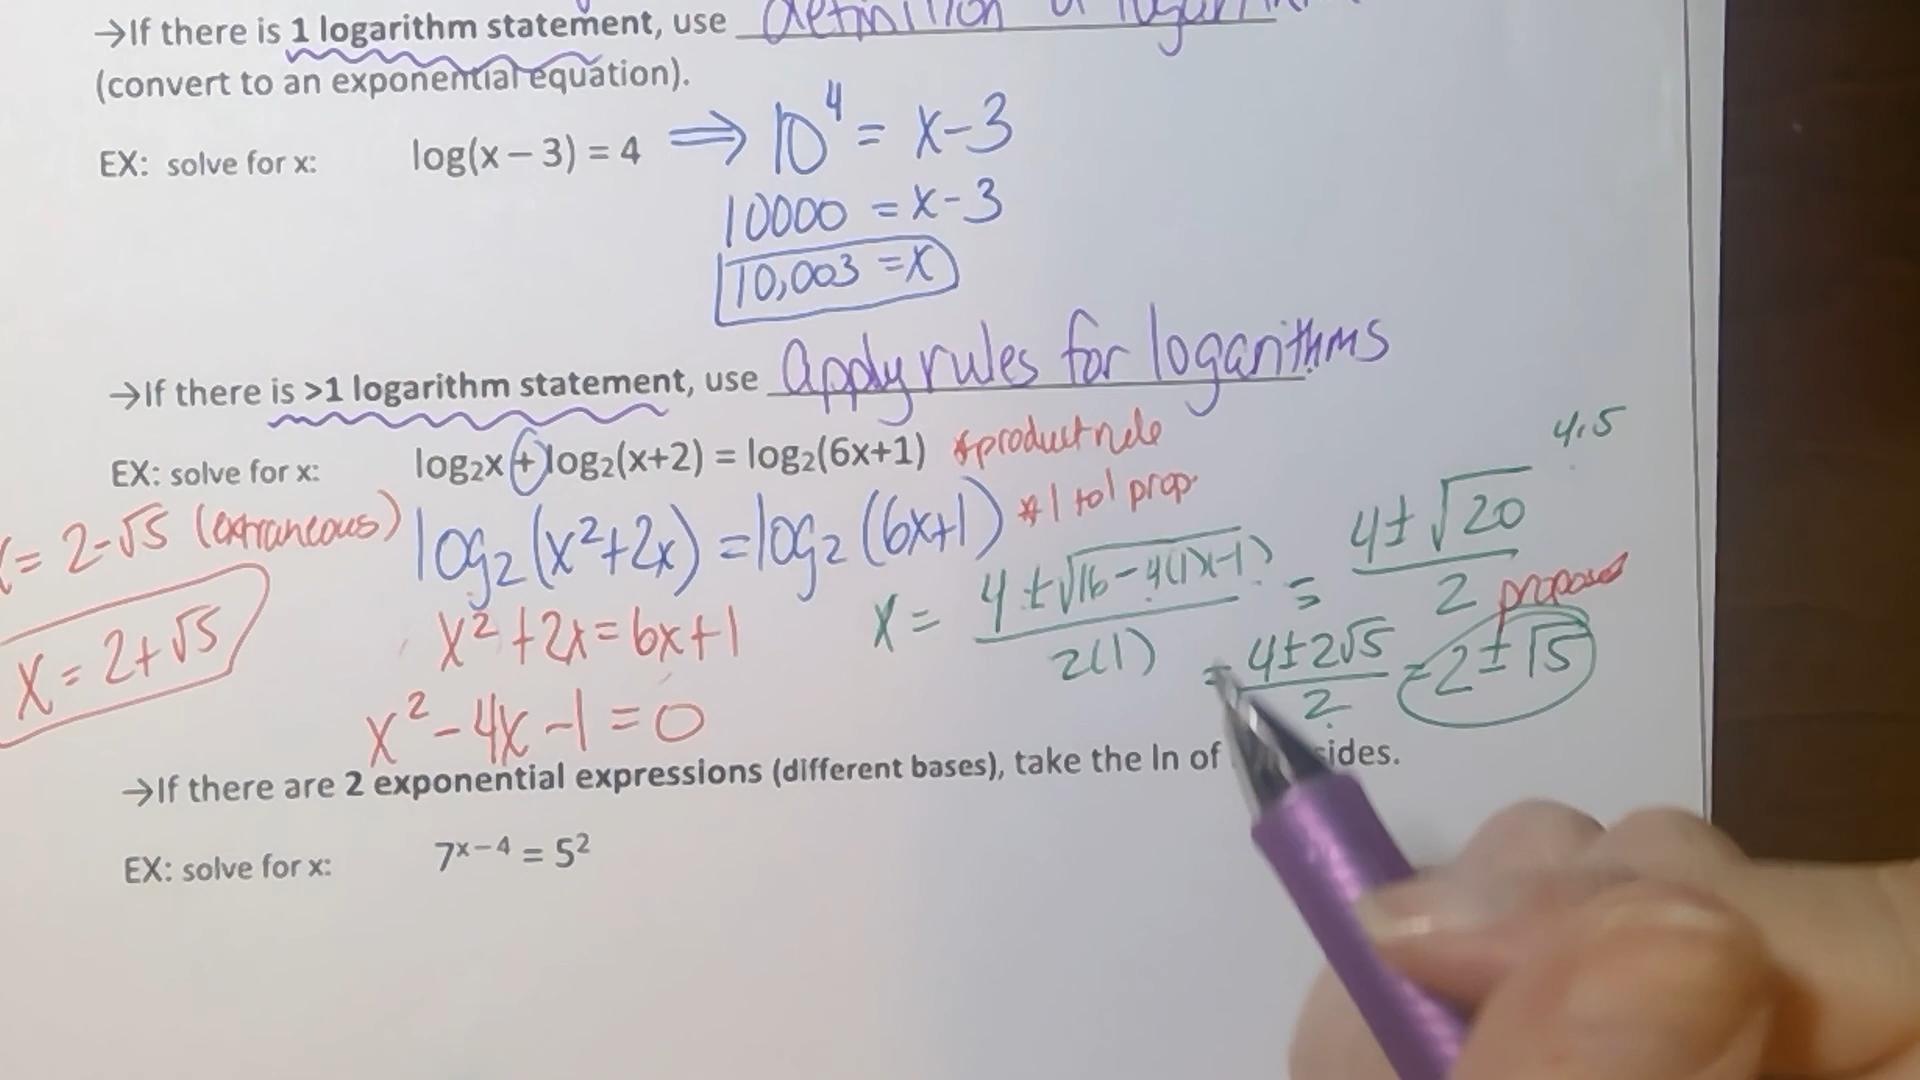 →If there is 1 logarithm statement, use definition of
(convert to an exponential equation).
EX: solve for x: log(x – 3) = 4 ⟹ 10⁴ = x-3
10000 = x-3
10,003 = x
→If there is >1 logarithm statement, use Apply rules for logarithms
EX: solve for x: log₂x + log₂(x+2) = log₂(6x+1) *product rule
4·5
log₂(x²+2x) = log₂(6x+1) *1 to 1 prop.
= 2-√5 (extraneous)
x = 2+√5
x²+2x=6x+1
x²-4x-1=0
x = 4±√16-4(1)(-1) / 2(1) = 4±√20 / 2
= 4±2√5 / 2 = 2±√5 proposed
→If there are 2 exponential expressions (different bases), take the ln of sides.
EX: solve for x: 7ˣ⁻⁴ = 5²